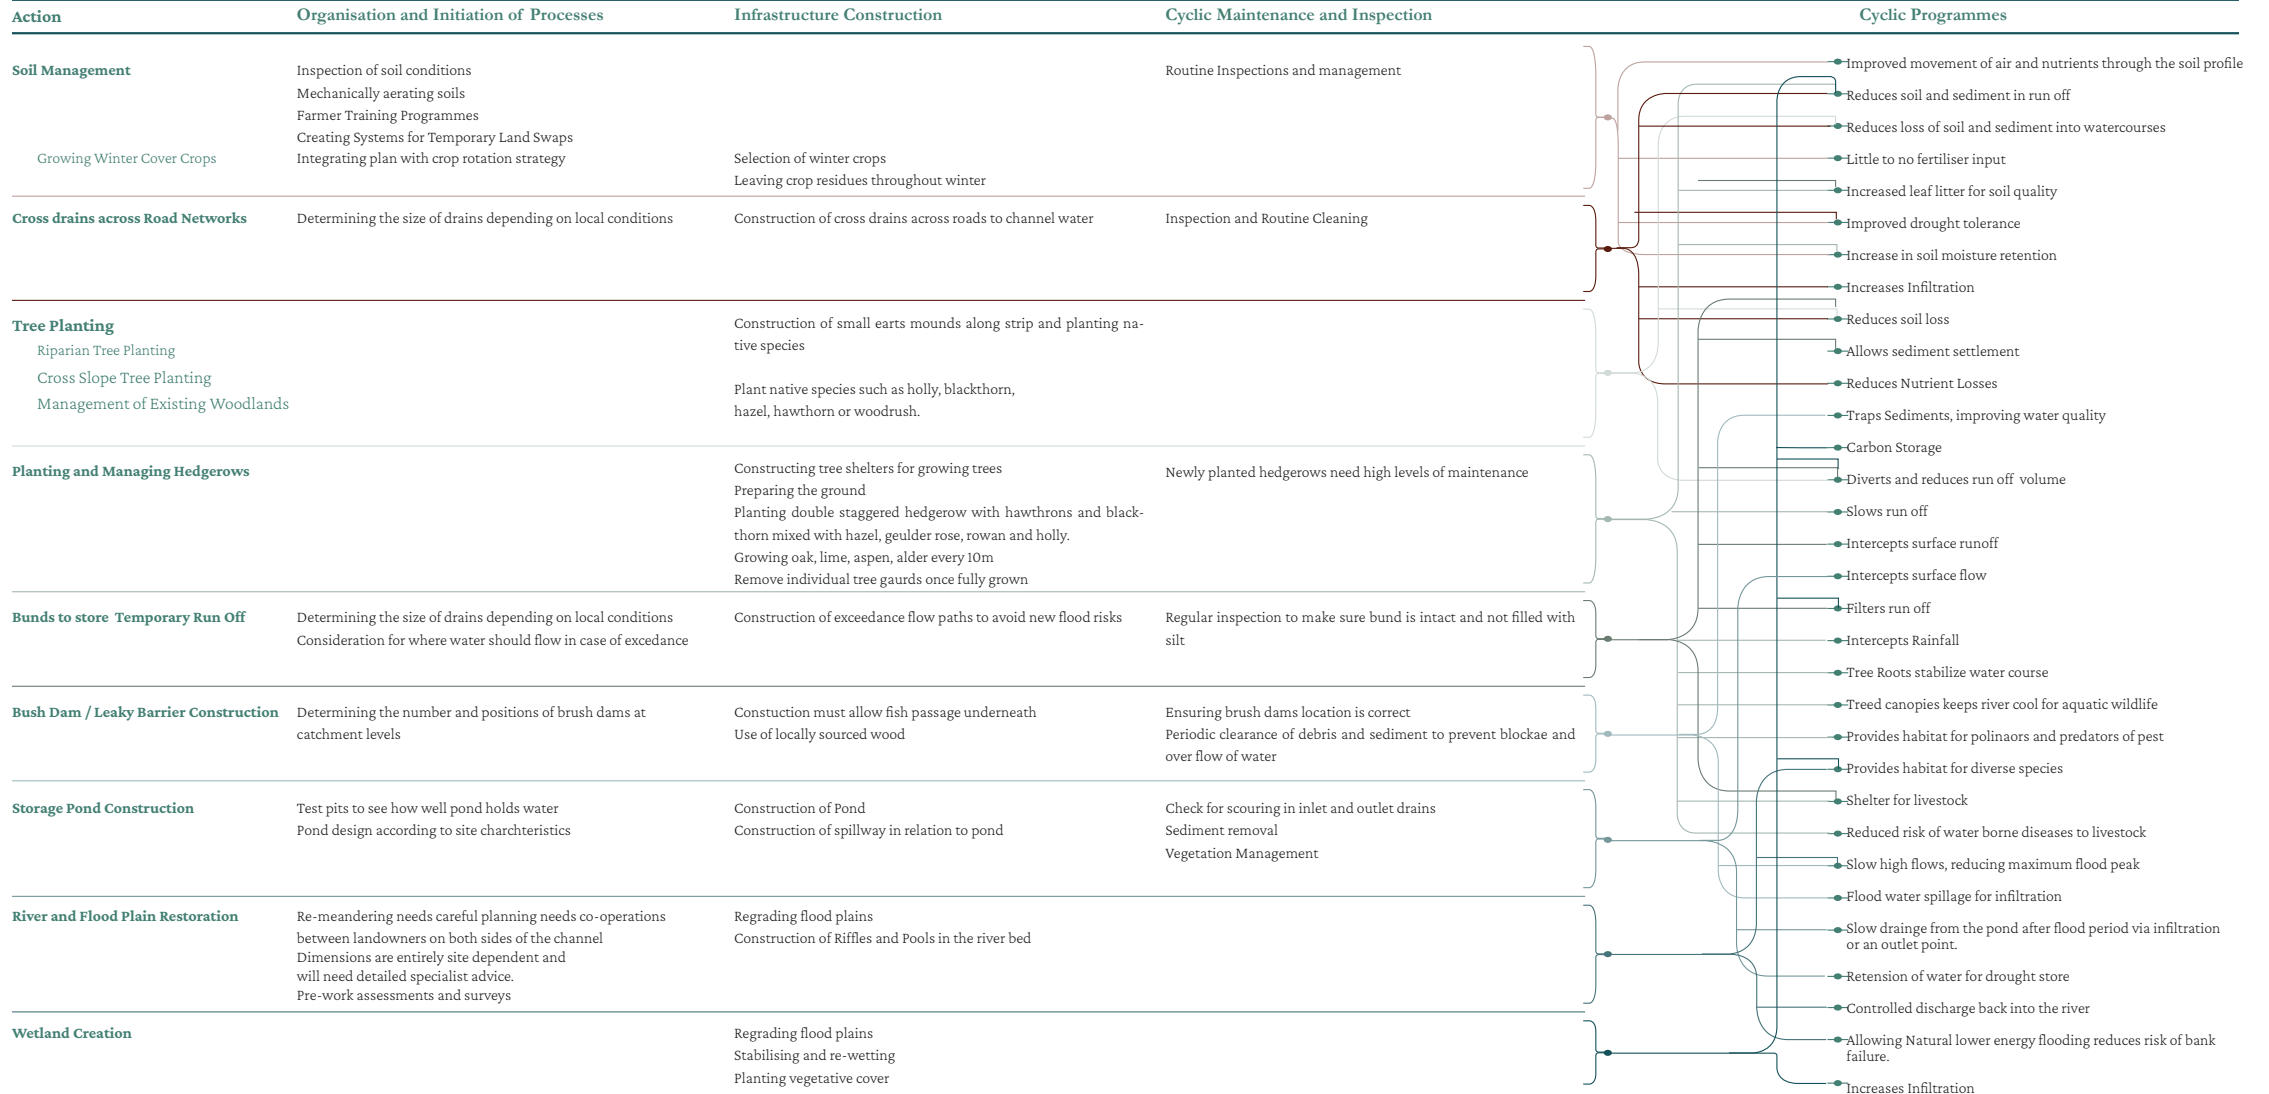 Action
Organisation and Initiation of Processes
Infrastructure Construction
Cyclic Maintenance and Inspection
Cyclic Programmes
Soil Management
Inspection of soil conditions
Mechanically aerating soils
Farmer Training Programmes
Creating Systems for Temporary Land Swaps
Routine Inspections and management
Growing Winter Cover Crops
Integrating plan with crop rotation strategy
Selection of winter crops
Leaving crop residues throughout winter
Cross drains across Road Networks
Determining the size of drains depending on local conditions
Construction of cross drains across roads to channel water
Inspection and Routine Cleaning
Tree Planting
Riparian Tree Planting
Cross Slope Tree Planting
Management of Existing Woodlands
Construction of small earts mounds along strip and planting na-
tive species
Plant native species such as holly, blackthorn,
hazel, hawthorn or woodrush.
Planting and Managing Hedgerows
Constructing tree shelters for growing trees
Preparing the ground
Planting double staggered hedgerow with hawthrons and black-
thorn mixed with hazel, geulder rose, rowan and holly.
Growing oak, lime, aspen, alder every 10m
Remove individual tree gaurds once fully grown
Newly planted hedgerows need high levels of maintenance
Bunds to store Temporary Run Off
Determining the size of drains depending on local conditions
Consideration for where water should flow in case of excedance
Construction of exceedance flow paths to avoid new flood risks
Regular inspection to make sure bund is intact and not filled with
silt
Bush Dam / Leaky Barrier Construction
Determining the number and positions of brush dams at
catchment levels
Constuction must allow fish passage underneath
Use of locally sourced wood
Ensuring brush dams location is correct
Periodic clearance of debris and sediment to prevent blockae and
over flow of water
Storage Pond Construction
Test pits to see how well pond holds water
Pond design according to site charchteristics
Construction of Pond
Construction of spillway in relation to pond
Check for scouring in inlet and outlet drains
Sediment removal
Vegetation Management
River and Flood Plain Restoration
Re-meandering needs careful planning needs co-operations
between landowners on both sides of the channel
Dimensions are entirely site dependent and
will need detailed specialist advice.
Pre-work assessments and surveys
Regrading flood plains
Construction of Riffles and Pools in the river bed
Wetland Creation
Regrading flood plains
Stabilising and re-wetting
Planting vegetative cover
Improved movement of air and nutrients through the soil profile
Reduces soil and sediment in run off
Reduces loss of soil and sediment into watercourses
Little to no fertiliser input
Increased leaf litter for soil quality
Improved drought tolerance
Increase in soil moisture retention
Increases Infiltration
Reduces soil loss
Allows sediment settlement
Reduces Nutrient Losses
Traps Sediments, improving water quality
Carbon Storage
Diverts and reduces run off volume
Slows run off
Intercepts surface runoff
Intercepts surface flow
Filters run off
Intercepts Rainfall
Tree Roots stabilize water course
Treed canopies keeps river cool for aquatic wildlife
Provides habitat for polinaors and predators of pest
Provides habitat for diverse species
Shelter for livestock
Reduced risk of water borne diseases to livestock
Slow high flows, reducing maximum flood peak
Flood water spillage for infiltration
Slow drainge from the pond after flood period via infiltration
or an outlet point.
Retension of water for drought store
Controlled discharge back into the river
Allowing Natural lower energy flooding reduces risk of bank
failure.
Increases Infiltration